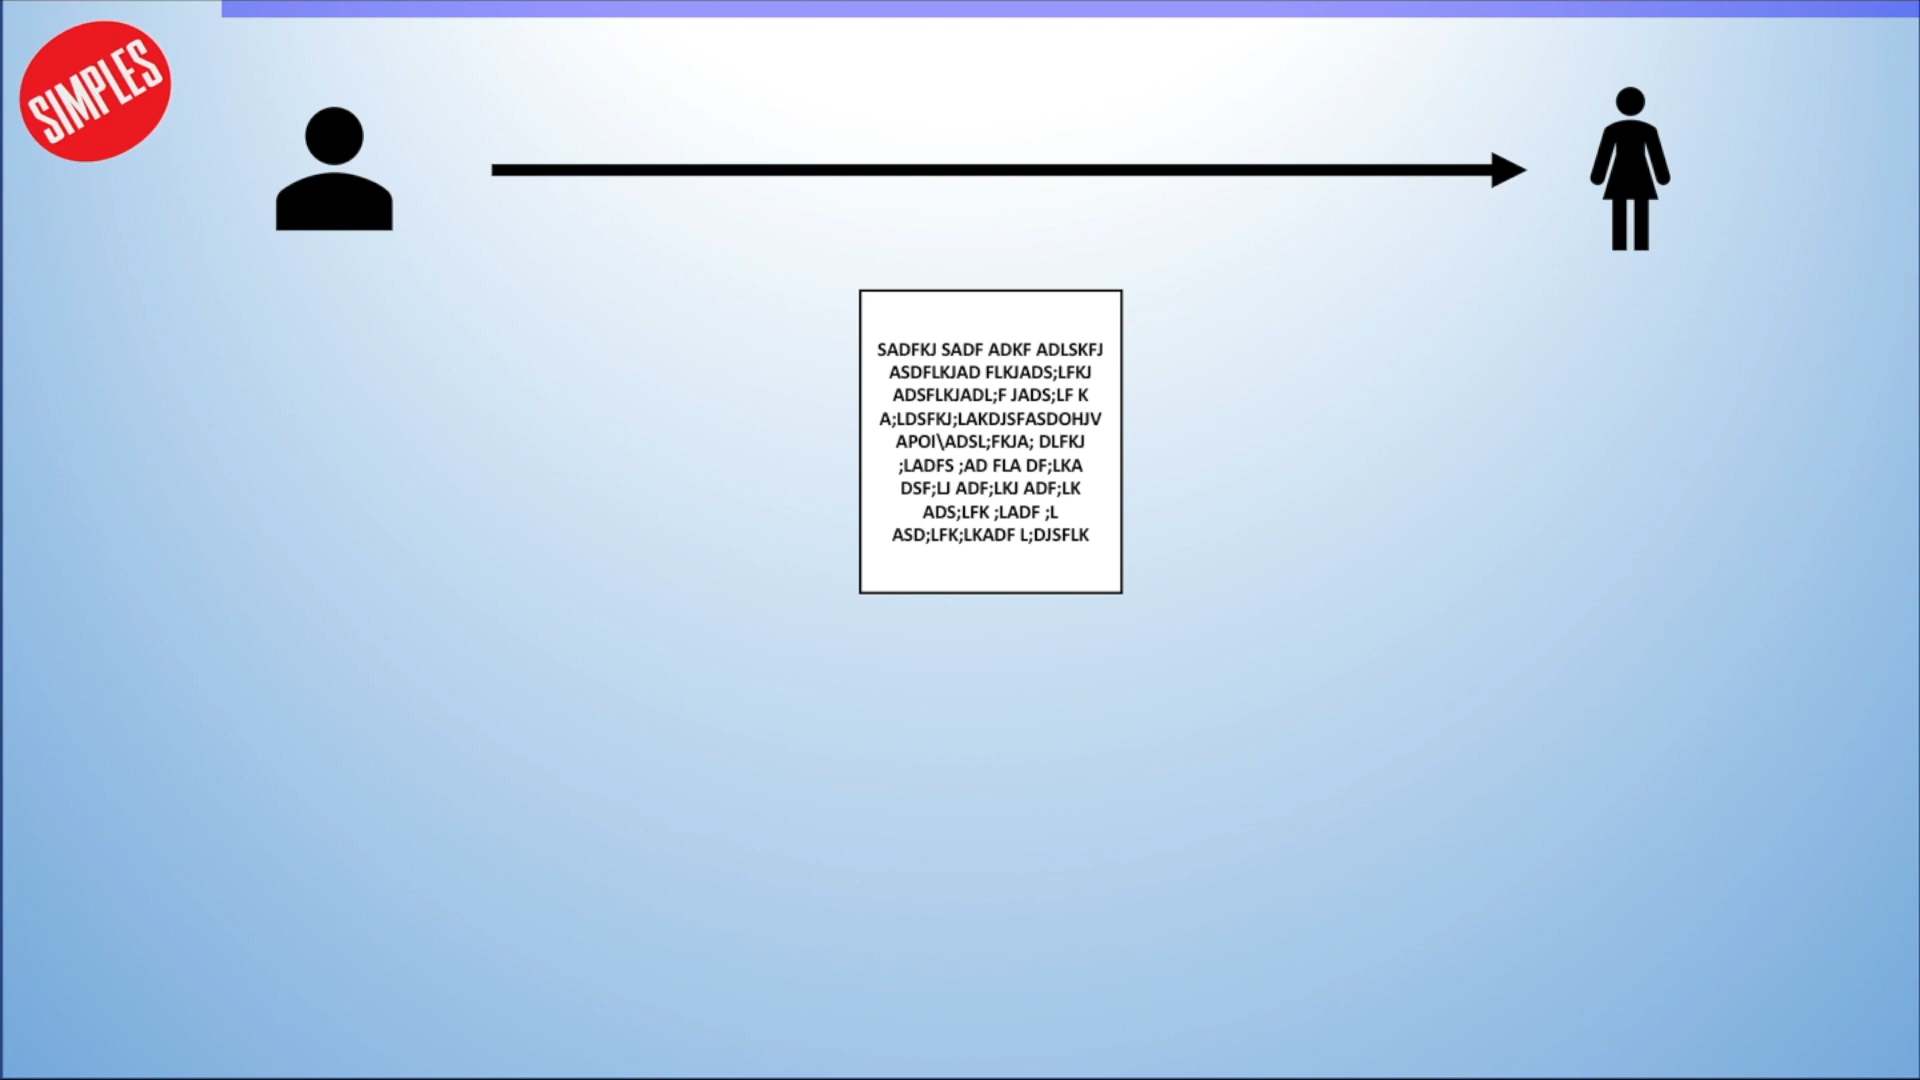 SIMPLES
SADFKJ SADF ADKF ADLSKFJ
ASDFLKJAD FLKJADS;LFKJ
ADSFLKJADL;F JADS;LF K
A;LDSFKJ;LAKDJSFASDOHJV
APOI\ADSL;FKJA; DLFKJ
;LADFS ;AD FLA DF;LKA
DSF;LJ ADF;LKJ ADF;LK
ADS;LFK ;LADF ;L
ASD;LFK;LKADF L;DJSFLK